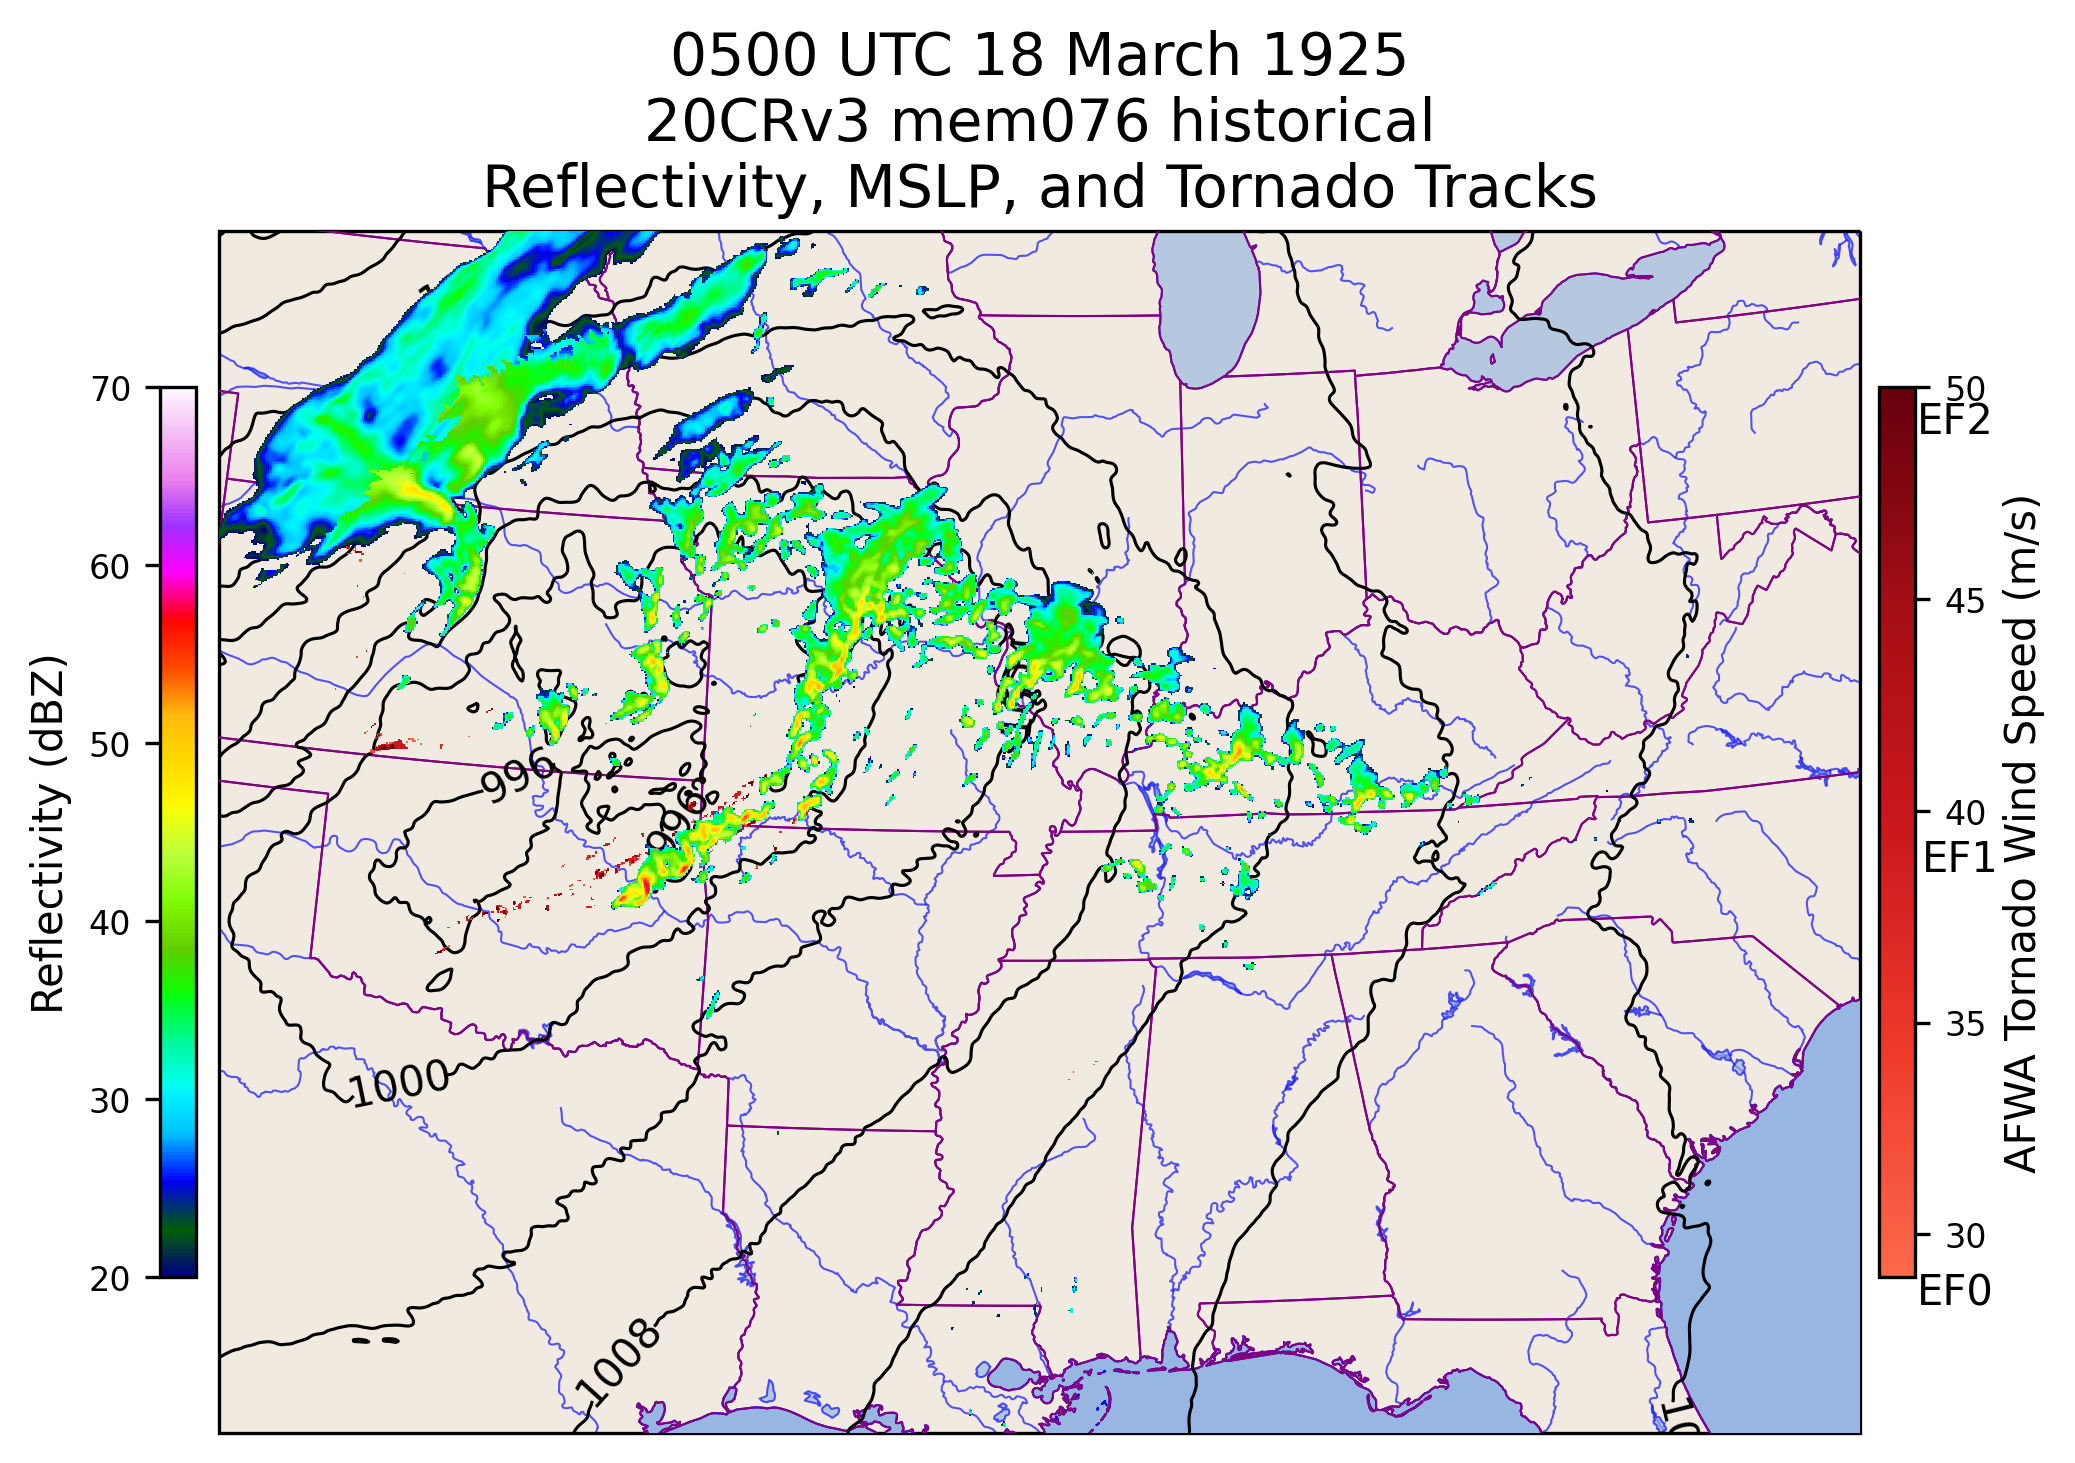 0500 UTC 18 March 1925
20CRv3 mem076 historical
Reflectivity, MSLP, and Tornado Tracks
Reflectivity (dBZ)
70
60
50
40
30
20
996
996
1000
1008
50
EF2
45
40
EF1
35
30
EF0
AFWA Tornado Wind Speed (m/s)